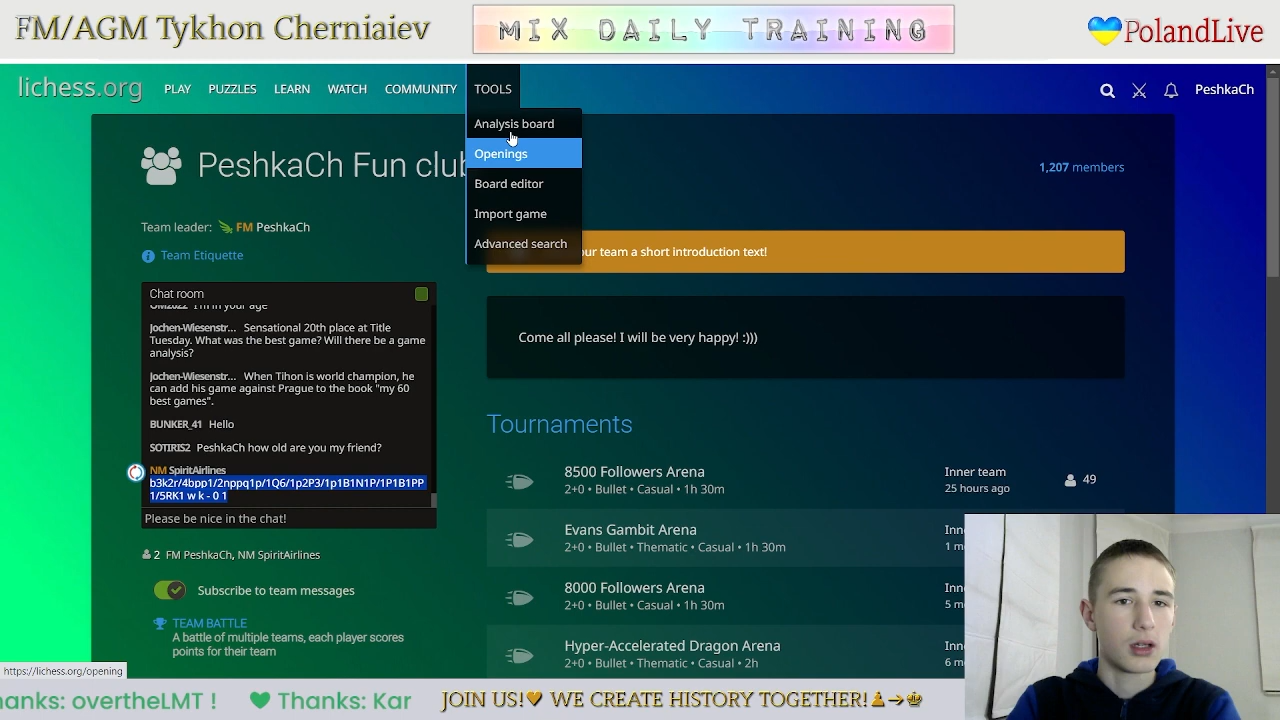 FM/AGM Tykhon Cherniaiev
MIX DAILY TRAINING
PolandLive
lichess.org PLAY PUZZLES LEARN WATCH COMMUNITY TOOLS PeshkaCh
Analysis board
Openings
Board editor
Import game
Advanced search
PeshkaCh Fun club
1,207 members
Team leader: FM PeshkaCh
Team Etiquette
our team a short introduction text!
Come all please! I will be very happy! :)))
Chat room
I'm in your age
Jochen-Wiesenstr... Sensational 20th place at Title
Tuesday. What was the best game? Will there be a game
analysis?
Jochen-Wiesenstr... When Tihon is world champion, he
can add his game against Prague to the book "my 60
best games".
BUNKER_41 Hello
SOTIRIS2 PeshkaCh how old are you my friend?
NM SpiritAirlines
b3k2r/4bpp1/2nppq1p/1Q6/1p2P3/1p1B1N1P/1P1B1PP
1/5RK1 w k - 0 1
Please be nice in the chat!
2 FM PeshkaCh, NM SpiritAirlines
Subscribe to team messages
TEAM BATTLE
A battle of multiple teams, each player scores
points for their team
Tournaments
8500 Followers Arena
2+0 • Bullet • Casual • 1h 30m
Inner team
25 hours ago
49
Evans Gambit Arena
2+0 • Bullet • Thematic • Casual • 1h 30m
Inn
1 m
8000 Followers Arena
2+0 • Bullet • Casual • 1h 30m
Inn
5 m
Hyper-Accelerated Dragon Arena
2+0 • Bullet • Thematic • Casual • 2h
Inn
6 m
https://lichess.org/opening
hanks: overtheLMT ! Thanks: Kar
JOIN US! WE CREATE HISTORY TOGETHER!